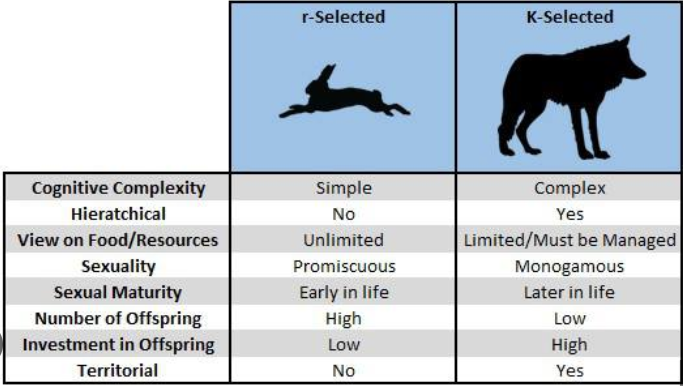 r-Selected K-Selected
Cognitive Complexity Simple Complex
Hieratchical No Yes
View on Food/Resources Unlimited Limited/Must be Managed
Sexuality Promiscuous Monogamous
Sexual Maturity Early in life Later in life
Number of Offspring High Low
) Investment in Offspring Low High
Territorial No Yes